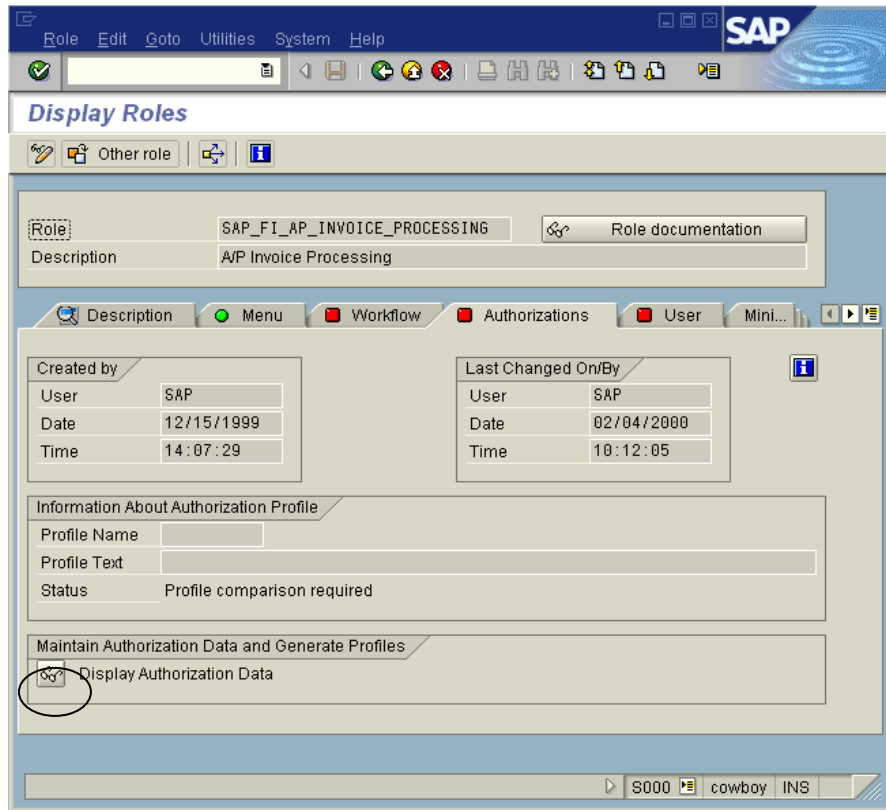 Role Edit Goto Utilities System Help
SAP
Display Roles
Other role
Role SAP_FI_AP_INVOICE_PROCESSING Role documentation
Description A/P Invoice Processing
Description Menu Workflow Authorizations User Mini...
Created by Last Changed On/By
User SAP User SAP
Date 12/15/1999 Date 02/04/2000
Time 14:07:29 Time 10:12:05
Information About Authorization Profile
Profile Name
Profile Text
Status Profile comparison required
Maintain Authorization Data and Generate Profiles
Display Authorization Data
S000 cowboy INS